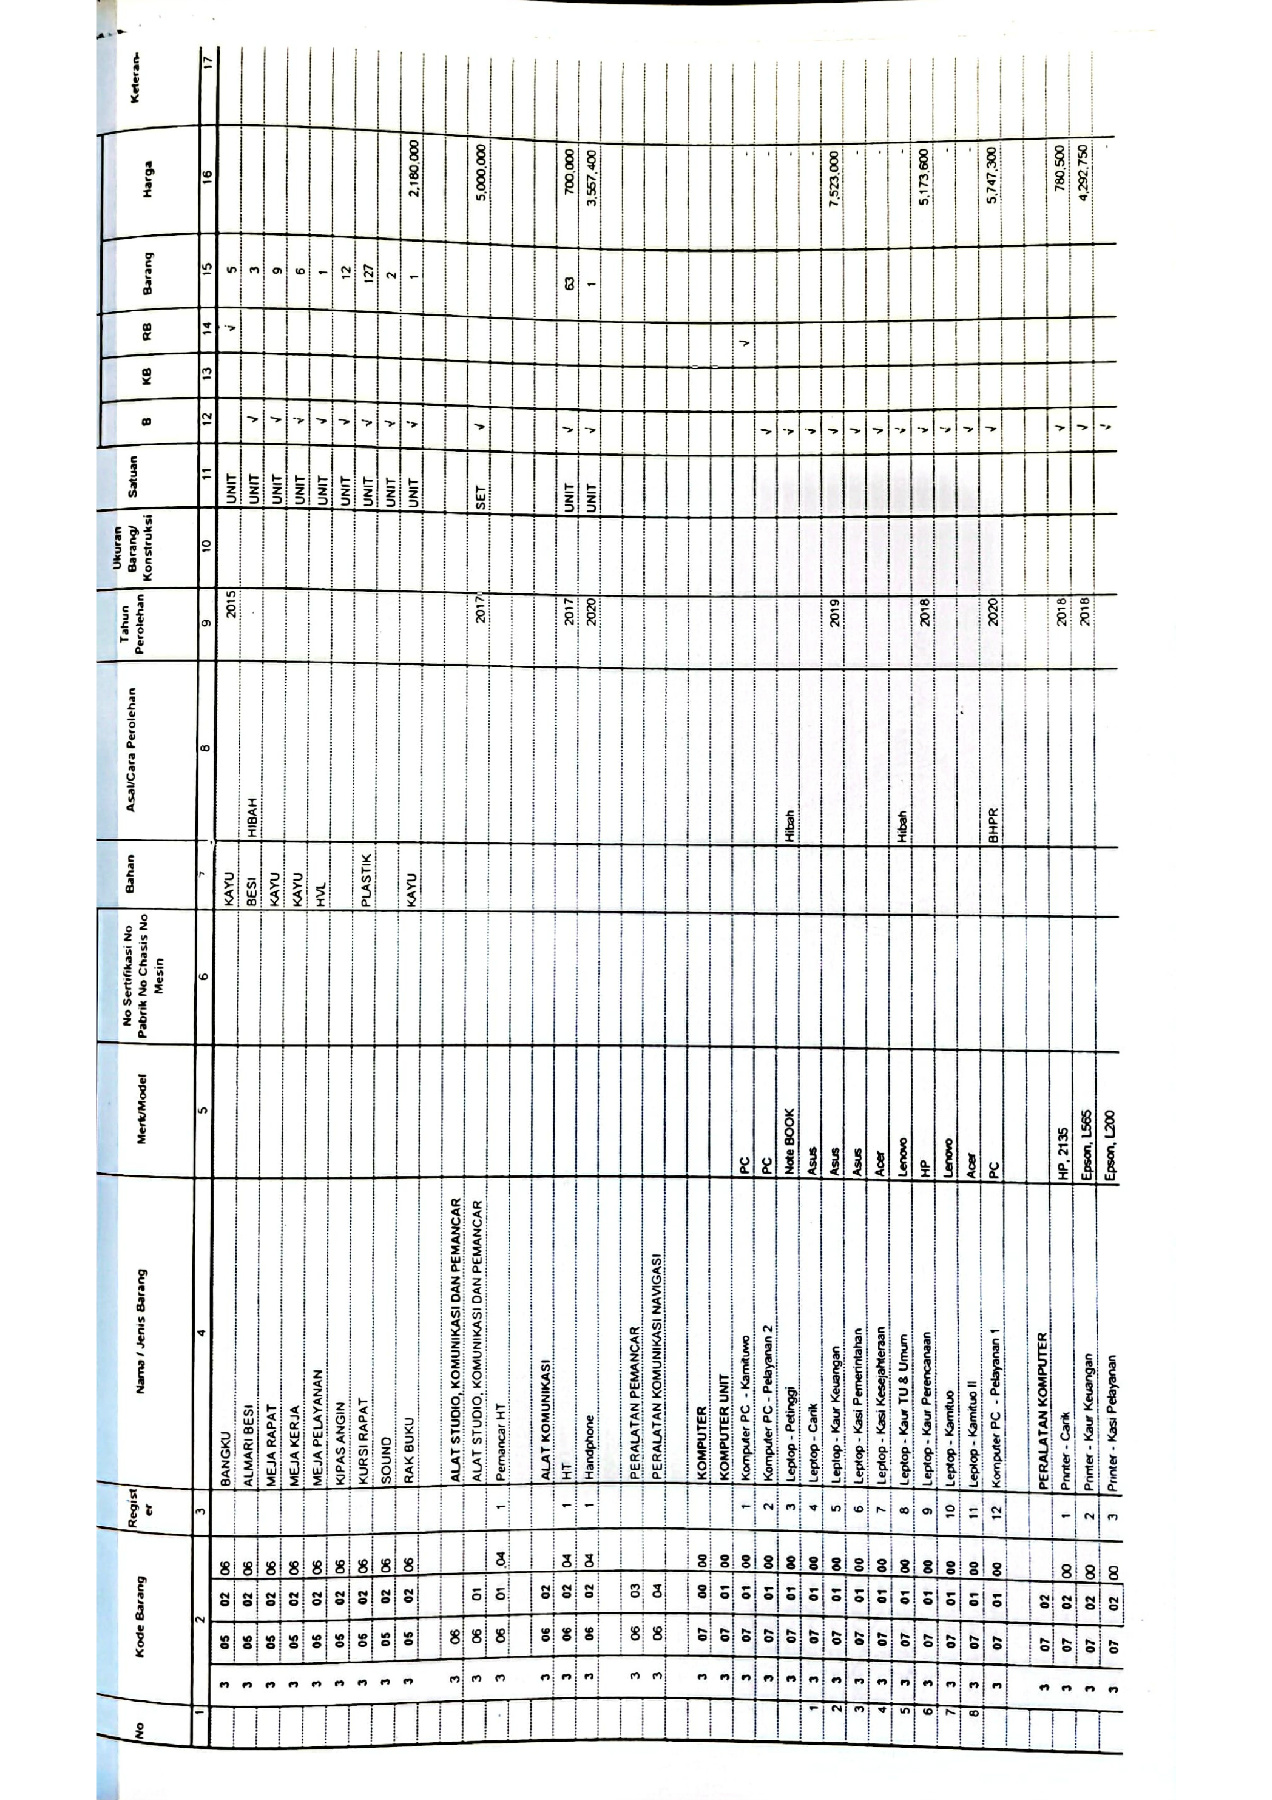 No Kode Barang Regist er Nama / Jenis Barang Merk/Model No Sertifikasi No Pabrik No Chasis No Mesin Bahan Asal/Cara Perolehan Tahun Perolehan Ukuran Barang/ Konstruksi Satuan B KB RB Barang Harga Keteran-
1 2 3 4 5 6 7 8 9 10 11 12 13 14 15 16 17
3 05 02 06 BANGKU KAYU 2015 UNIT √ 5
3 05 02 06 ALMARI BESI BESI HIBAH UNIT √ 3
3 05 02 06 MEJA RAPAT KAYU UNIT √ 9
3 05 02 06 MEJA KERJA KAYU UNIT √ 6
3 05 02 06 MEJA PELAYANAN HVL UNIT √ 1
3 05 02 06 KIPAS ANGIN UNIT √ 12
3 05 02 06 KURSI RAPAT PLASTIK UNIT √ 127
3 05 02 06 SOUND UNIT √ 2
3 05 02 06 RAK BUKU KAYU UNIT √ 1 2,180,000
3 06 ALAT STUDIO, KOMUNIKASI DAN PEMANCAR
3 06 01 ALAT STUDIO, KOMUNIKASI DAN PEMANCAR 2017 SET √ 5,000,000
3 06 01 04 1 Pemancar HT
3 06 02 ALAT KOMUNIKASI
3 06 02 04 1 HT 2017 UNIT √ 63 700,000
3 06 02 04 1 Handphone 2020 UNIT √ 1 3,557,400
3 06 03 PERALATAN PEMANCAR
3 06 04 PERALATAN KOMUNIKASI NAVIGASI
3 07 00 00 KOMPUTER
3 07 01 00 KOMPUTER UNIT
3 07 01 00 1 Komputer PC - Kamituwo PC √ -
3 07 01 00 2 Komputer PC - Pelayanan 2 PC √ -
3 07 01 00 3 Leptop - Petinggi Note BOOK Hibah √ -
1 3 07 01 00 4 Leptop - Carik Asus √ -
2 3 07 01 00 5 Leptop - Kaur Keuangan Asus 2019 √ 7,523,000
3 3 07 01 00 6 Leptop - Kasi Pemerintahan Asus √ -
4 3 07 01 00 7 Leptop - Kasi Kesejahteraan Acer √ -
5 3 07 01 00 8 Leptop - Kaur TU & Umum Lenovo Hibah √ -
6 3 07 01 00 9 Leptop - Kaur Perencanaan HP 2018 √ 5,173,600
7 3 07 01 00 10 Leptop - Kamituo Lenovo √ -
8 3 07 01 00 11 Leptop - Kamituo II Acer √ -
3 07 01 00 12 Komputer PC - Pelayanan 1 PC BHPR 2020 √ 5,747,300
3 07 02 PERALATAN KOMPUTER
3 07 02 00 1 Printer - Carik HP, 2135 2018 √ 780,500
3 07 02 00 2 Printer - Kaur Keuangan Epson, L565 2018 √ 4,292,750
3 07 02 00 3 Printer - Kasi Pelayanan Epson, L200 √ -